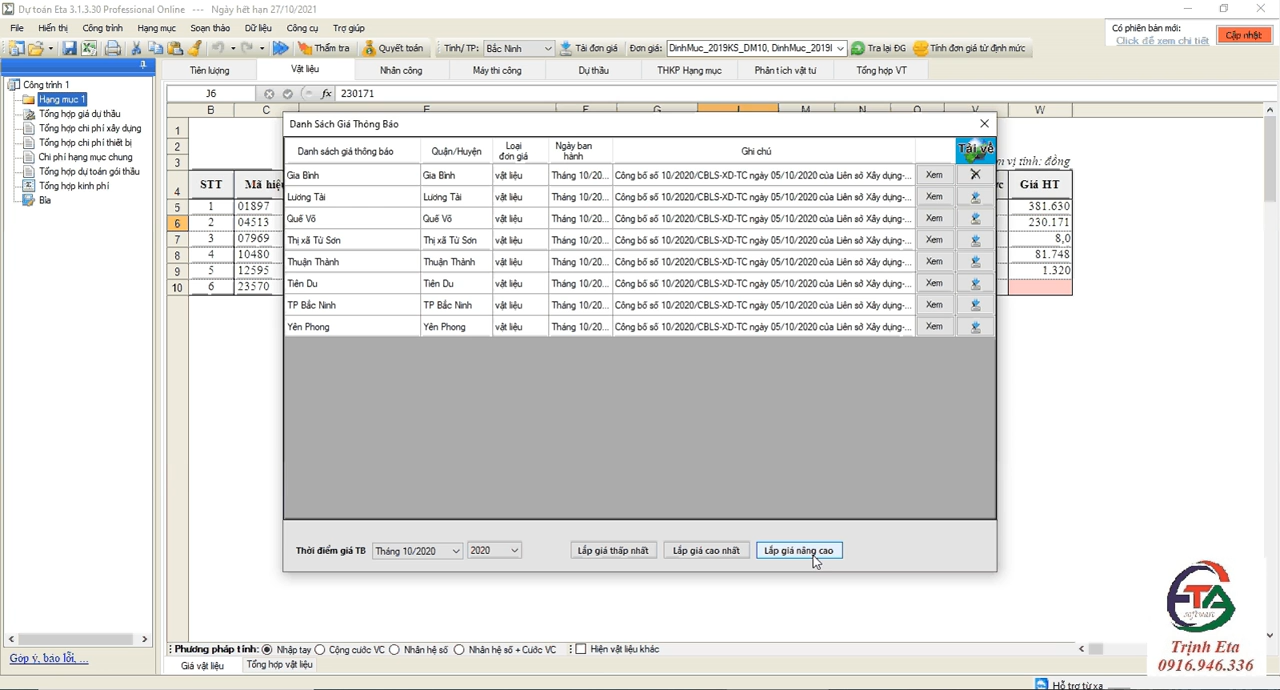 Dự toán Eta 3.1.3.30 Professional Online --- Ngày hết hạn 27/10/2021
File Hiển thị Công trình Hạng mục Soạn thảo Dữ liệu Công cụ Trợ giúp
Có phiên bản mới:
Click để xem chi tiết
Cập nhật
Thẩm tra Quyết toán Tỉnh/ TP: Bắc Ninh Tải đơn giá Đơn giá: DinhMuc_2019KS_DM10, DinhMuc_2019 Tra lại ĐG Tính đơn giá từ định mức
Công trình 1
Hạng mục 1
Tổng hợp giá dự thầu
Tổng hợp chi phí xây dựng
Tổng hợp chi phí thiết bị
Chi phí hạng mục chung
Tổng hợp dự toán gói thầu
Tổng hợp kinh phí
Bìa
Góp ý, báo lỗi, ...
Tiên lượng Vật liệu Nhân công Máy thi công Dự thầu THKP Hạng mục Phân tích vật tư Tổng hợp VT
J6 fx 230171
B C W
1
2
3 m vị tính: đồng
4 STT Mã hiệ Giá HT
5 1 01897 381.630
6 2 04513 230.171
7 3 07969 8,0
8 4 10480 81.748
9 5 12595 1.320
10 6 23570
Danh Sách Giá Thông Báo
Danh sách giá thông báo Quận/Huyện Loại đơn giá Ngày ban hành Ghi chú Tải về
Gia Bình Gia Bình vật liệu Tháng 10/20... Công bố số 10/2020/CBLS-XD-TC ngày 05/10/2020 của Liên sở Xây dựng-... Xem
Lương Tài Lương Tài vật liệu Tháng 10/20... Công bố số 10/2020/CBLS-XD-TC ngày 05/10/2020 của Liên sở Xây dựng-... Xem
Quế Võ Quế Võ vật liệu Tháng 10/20... Công bố số 10/2020/CBLS-XD-TC ngày 05/10/2020 của Liên sở Xây dựng-... Xem
Thị xã Từ Sơn Thị xã Từ Sơn vật liệu Tháng 10/20... Công bố số 10/2020/CBLS-XD-TC ngày 05/10/2020 của Liên sở Xây dựng-... Xem
Thuận Thành Thuận Thành vật liệu Tháng 10/20... Công bố số 10/2020/CBLS-XD-TC ngày 05/10/2020 của Liên sở Xây dựng-... Xem
Tiên Du Tiên Du vật liệu Tháng 10/20... Công bố số 10/2020/CBLS-XD-TC ngày 05/10/2020 của Liên sở Xây dựng-... Xem
TP Bắc Ninh TP Bắc Ninh vật liệu Tháng 10/20... Công bố số 10/2020/CBLS-XD-TC ngày 05/10/2020 của Liên sở Xây dựng-... Xem
Yên Phong Yên Phong vật liệu Tháng 10/20... Công bố số 10/2020/CBLS-XD-TC ngày 05/10/2020 của Liên sở Xây dựng-... Xem
Thời điểm giá TB Tháng 10/2020 2020 Lắp giá thấp nhất Lắp giá cao nhất Lắp giá nâng cao
Phương pháp tính: Nhập tay Cộng cước VC Nhân hệ số Nhân hệ số + Cước VC Hiện vật liệu khác
Giá vật liệu Tổng hợp vật liệu
ETA
software
Trịnh Eta
0916.946.336
Hỗ trợ từ xa